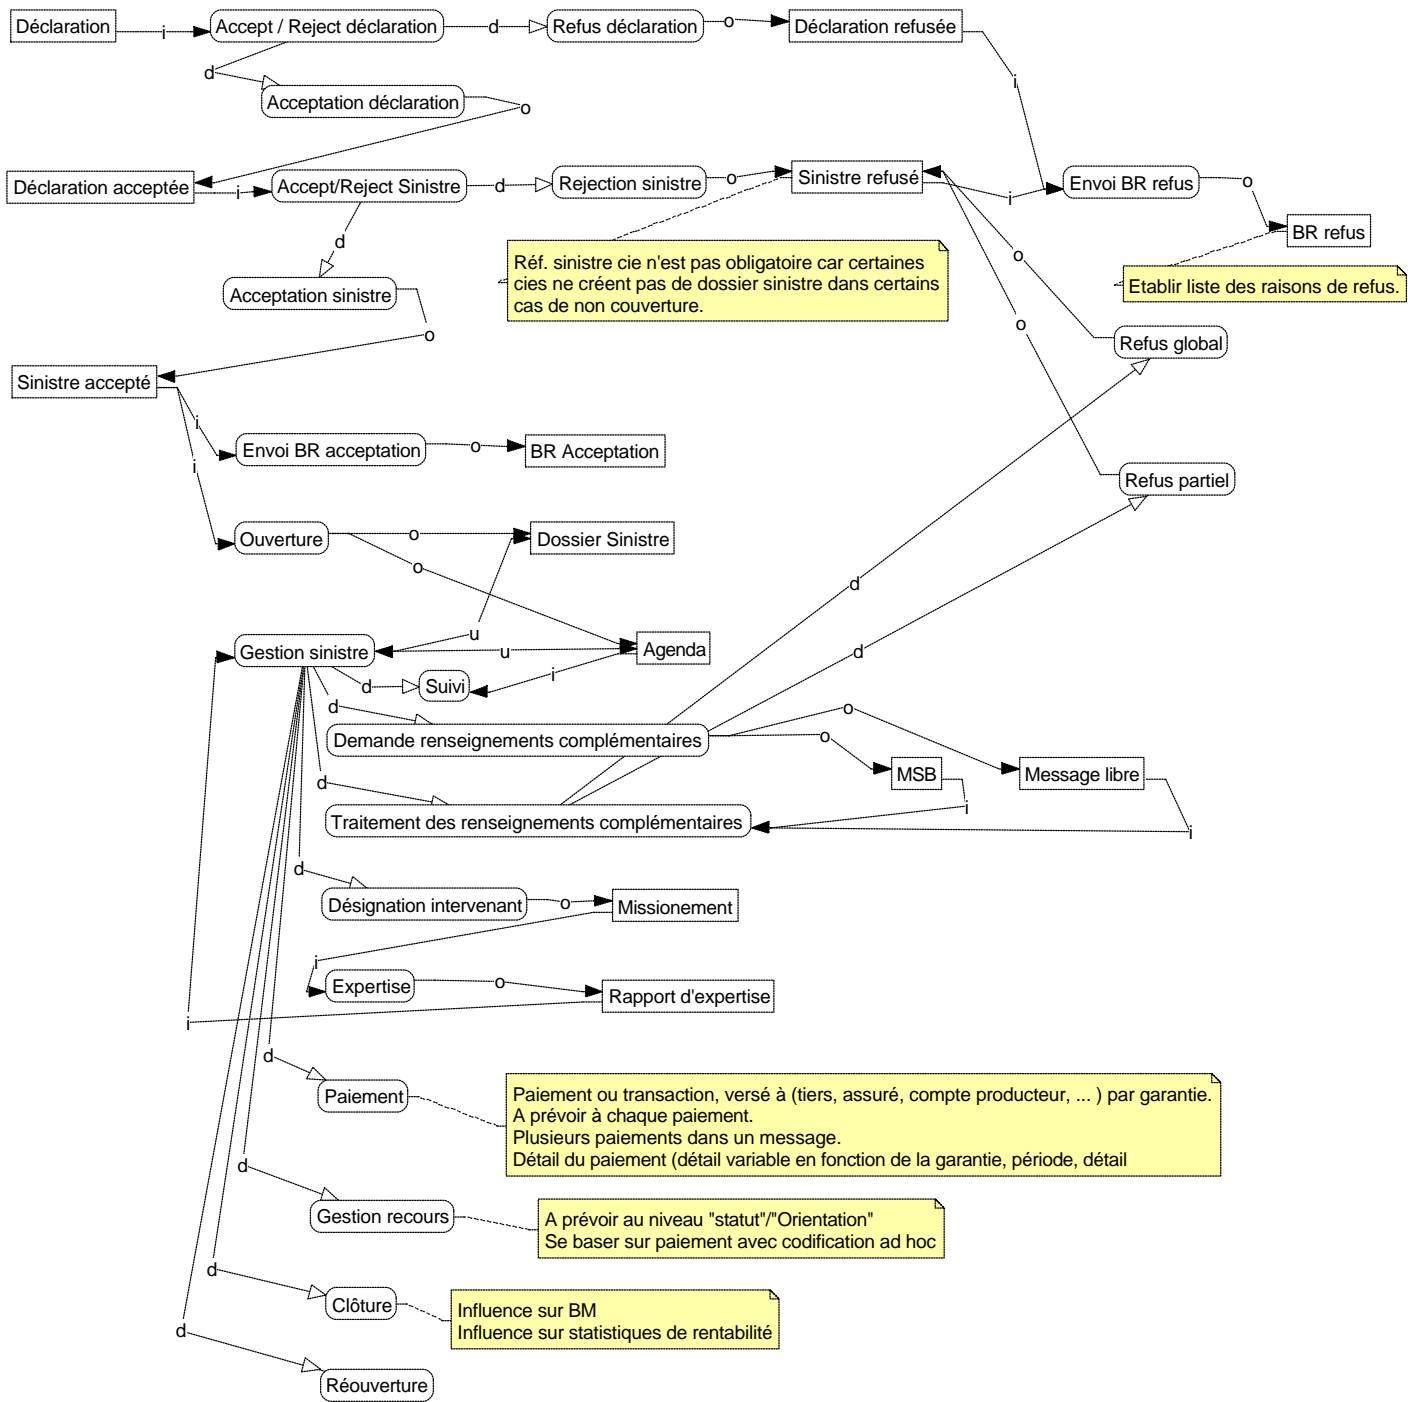 Déclaration
i
Accept / Reject déclaration
d
Refus déclaration
o
Déclaration refusée
d
i
Acceptation déclaration
o
Déclaration acceptée
i
Accept/Reject Sinistre
d
Rejection sinistre
o
Sinistre refusé
i
Envoi BR refus
o
BR refus
d
Réf. sinistre cie n'est pas obligatoire car certaines
cies ne créent pas de dossier sinistre dans certains
cas de non couverture.
o
Etablir liste des raisons de refus.
Acceptation sinistre
o
o
Refus global
Sinistre accepté
i
Envoi BR acceptation
o
BR Acceptation
i
Refus partiel
Ouverture
o
Dossier Sinistre
o
d
u
Gestion sinistre
u
Agenda
d
d
Suivi
i
d
o
Demande renseignements complémentaires
o
MSB
Message libre
d
i
Traitement des renseignements complémentaires
i
d
Désignation intervenant
o
Missionement
i
Expertise
o
Rapport d'expertise
i
d
Paiement
Paiement ou transaction, versé à (tiers, assuré, compte producteur, ... ) par garantie.
A prévoir à chaque paiement.
Plusieurs paiements dans un message.
Détail du paiement (détail variable en fonction de la garantie, période, détail
d
Gestion recours
A prévoir au niveau "statut"/"Orientation"
Se baser sur paiement avec codification ad hoc
d
Clôture
Influence sur BM
Influence sur statistiques de rentabilité
d
Réouverture